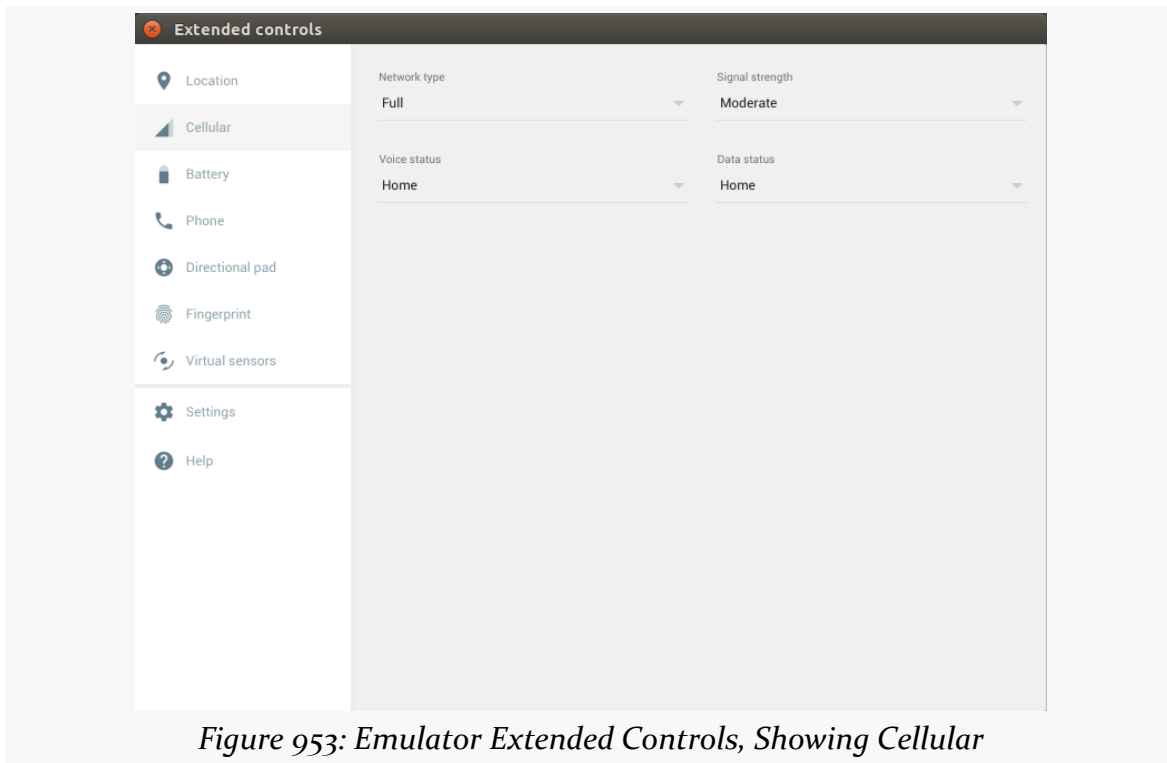 Extended controls
Location
Cellular
Battery
Phone
Directional pad
Fingerprint
Virtual sensors
Settings
Help
Network type
Full
Signal strength
Moderate
Voice status
Home
Data status
Home
Figure 953: Emulator Extended Controls, Showing Cellular